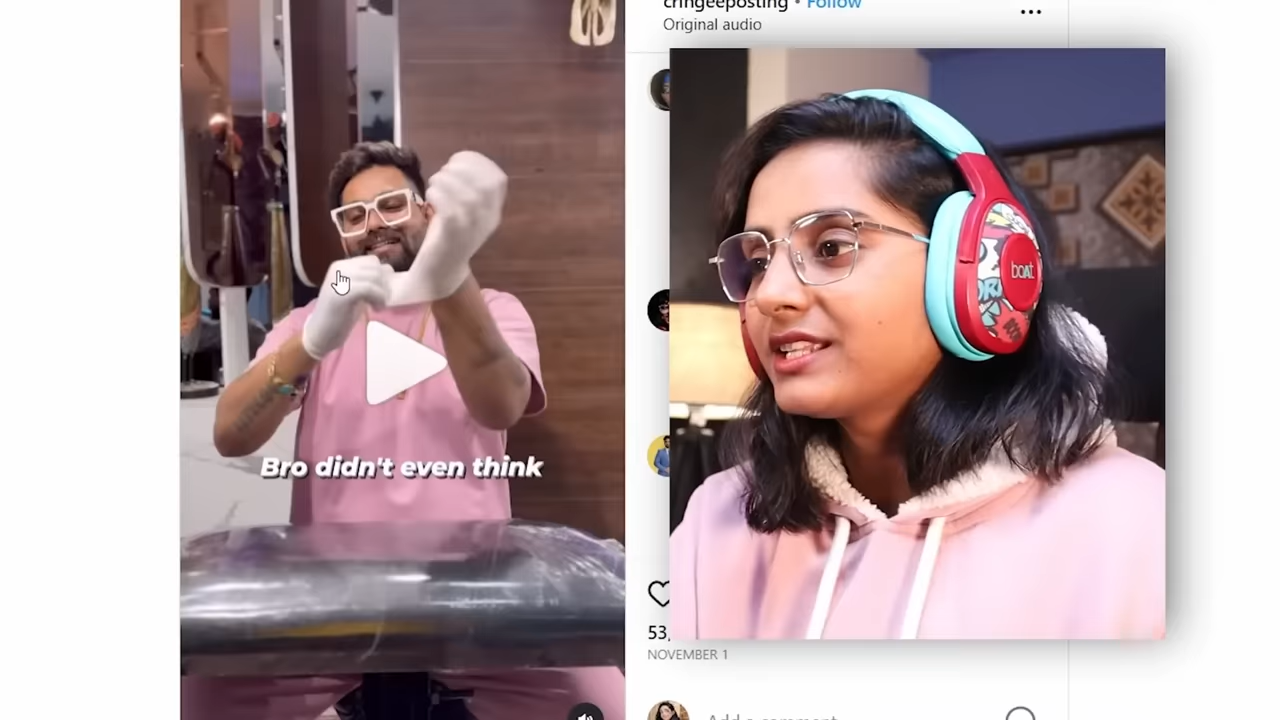 cringeeposting • Follow
Original audio
...
boAt
Bro didn't even think
53,
NOVEMBER 1
Add a comment...